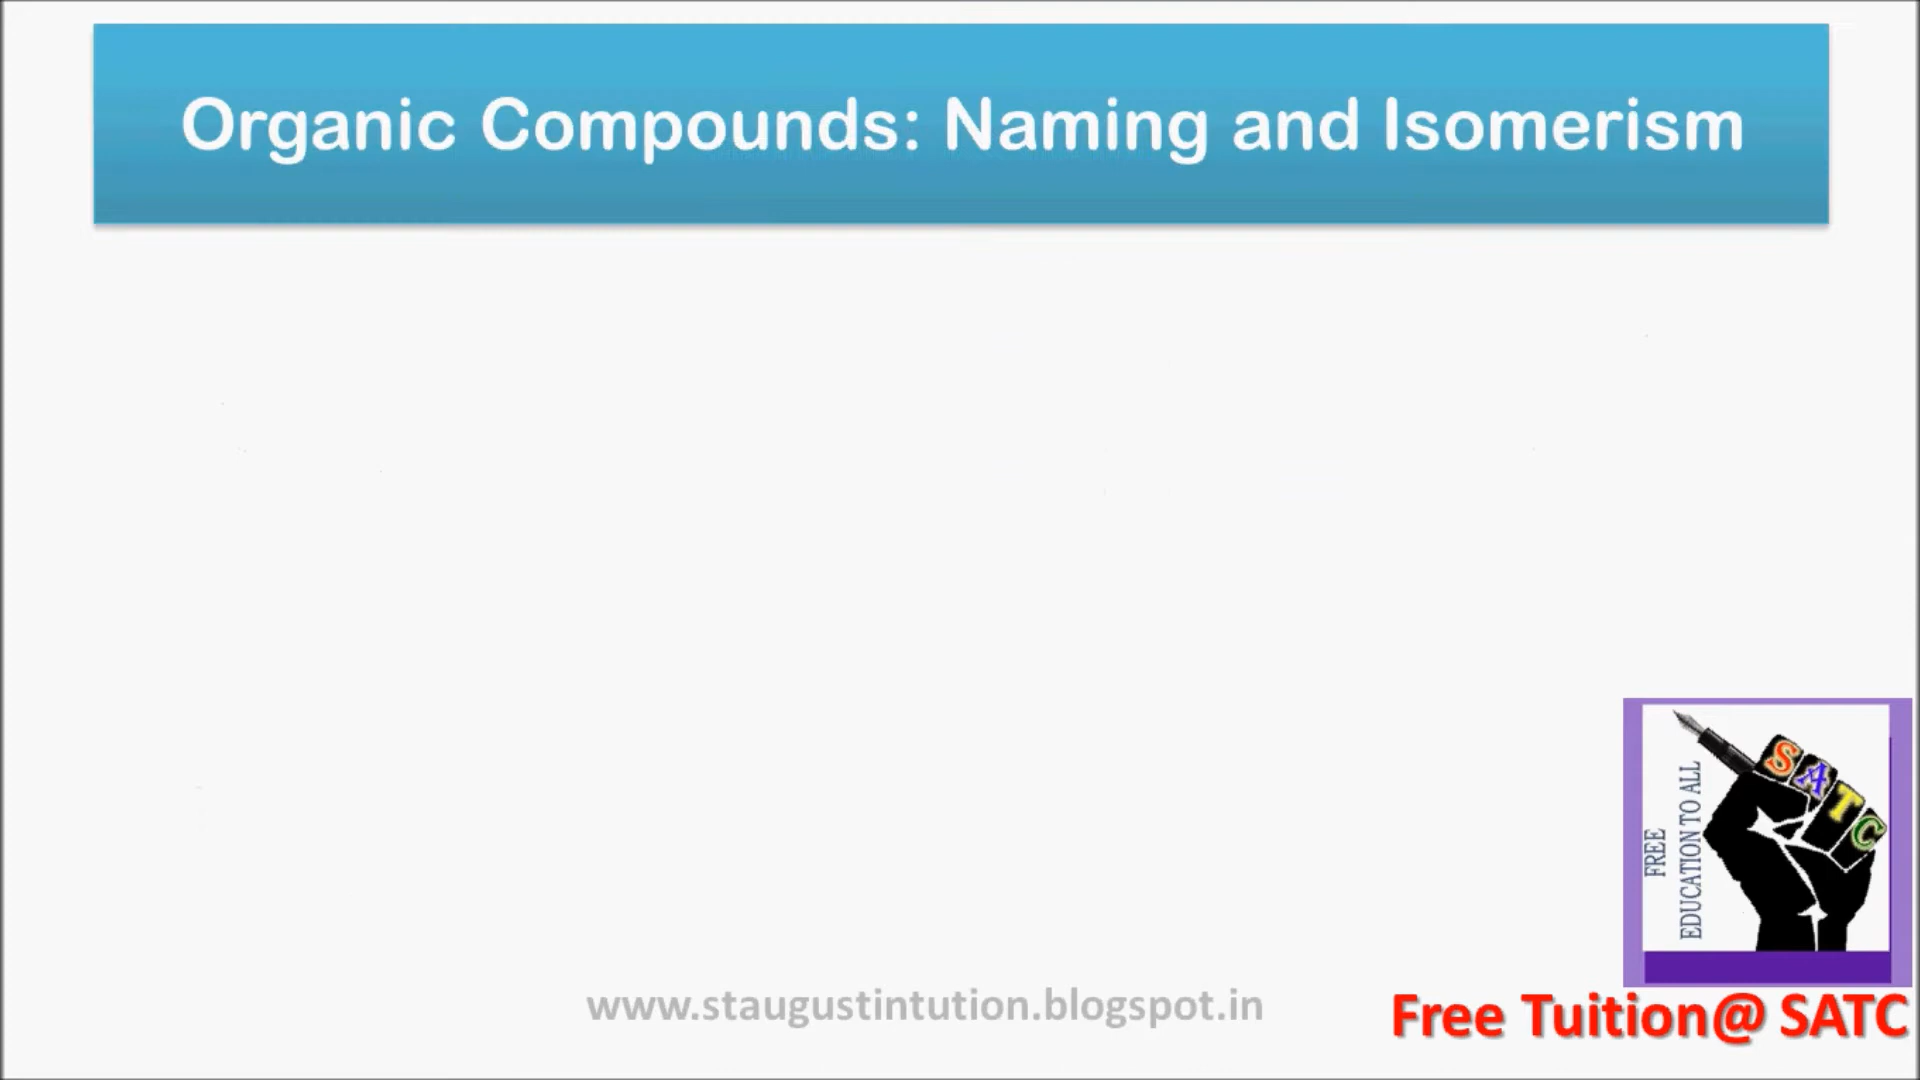 Organic Compounds: Naming and Isomerism
SATC
FREE
EDUCATION TO ALL
www.staugustintution.blogspot.in
Free Tuition@ SATC